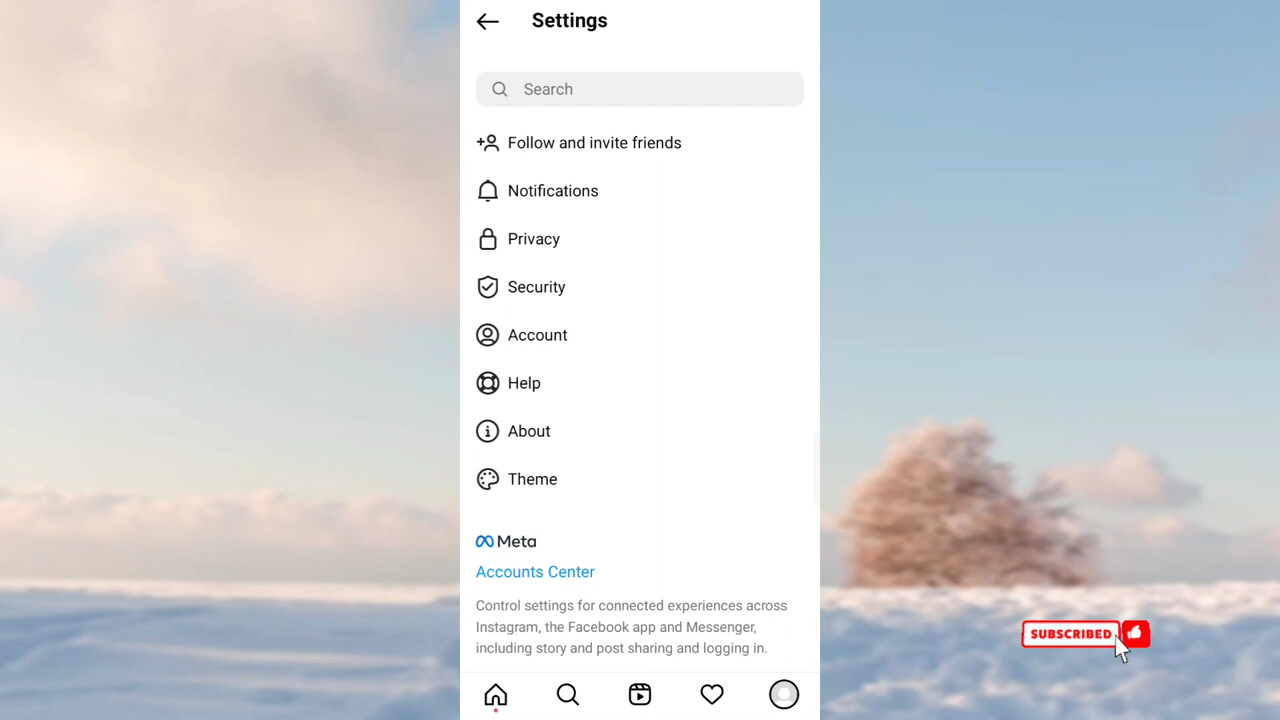 Settings
Search
Follow and invite friends
Notifications
Privacy
Security
Account
Help
About
Theme
Meta
Accounts Center
Control settings for connected experiences across
Instagram, the Facebook app and Messenger,
including story and post sharing and logging in.
SUBSCRIBED